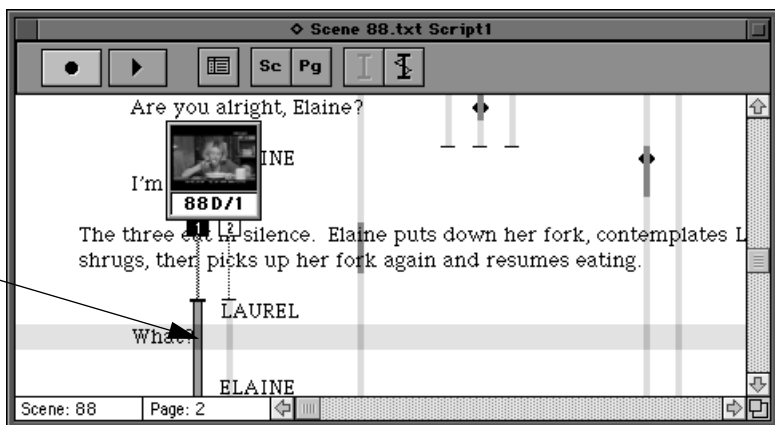 Scene 88.txt Script1
Sc Pg
Are you alright, Elaine?
INE
I'm
88D/1
1 2
The three eat in silence. Elaine puts down her fork, contemplates L
shrugs, then picks up her fork again and resumes eating.
LAUREL
What?
ELAINE
Scene: 88 Page: 2